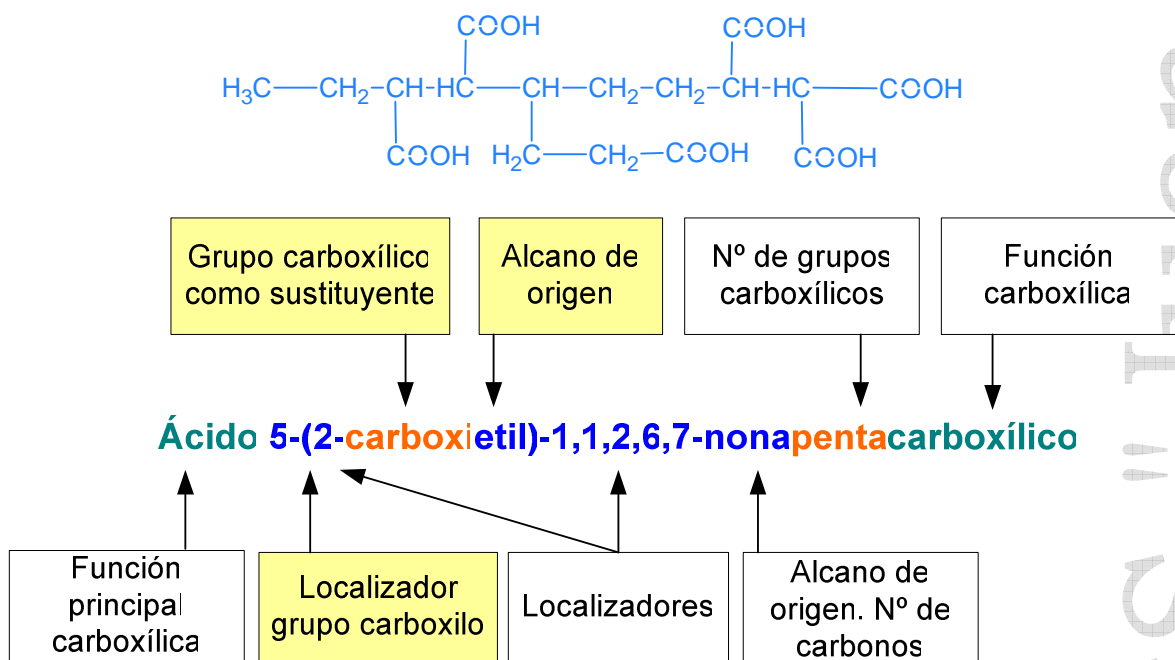 COOH COOH
H3C—CH2-CH-HC—CH—CH2-CH2-CH-HC—COOH
COOH H2C—CH2—COOH COOH
Grupo carboxílico
como sustituyente
Alcano de
origen
Nº de grupos
carboxílicos
Función
carboxílica
Ácido 5-(2-carboxietil)-1,1,2,6,7-nonapentacarboxílico
Función
principal
carboxílica
Localizador
grupo carboxilo
Localizadores
Alcano de
origen. Nº de
carbonos